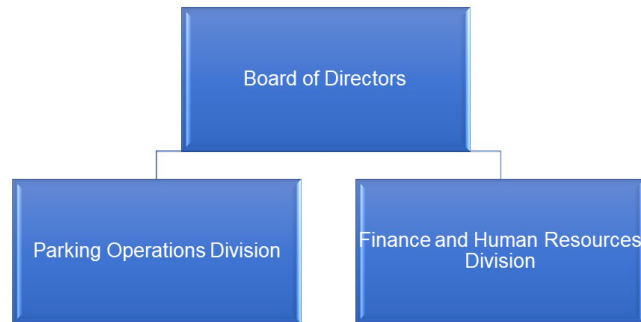 Board of Directors
Parking Operations Division
Finance and Human Resources
Division